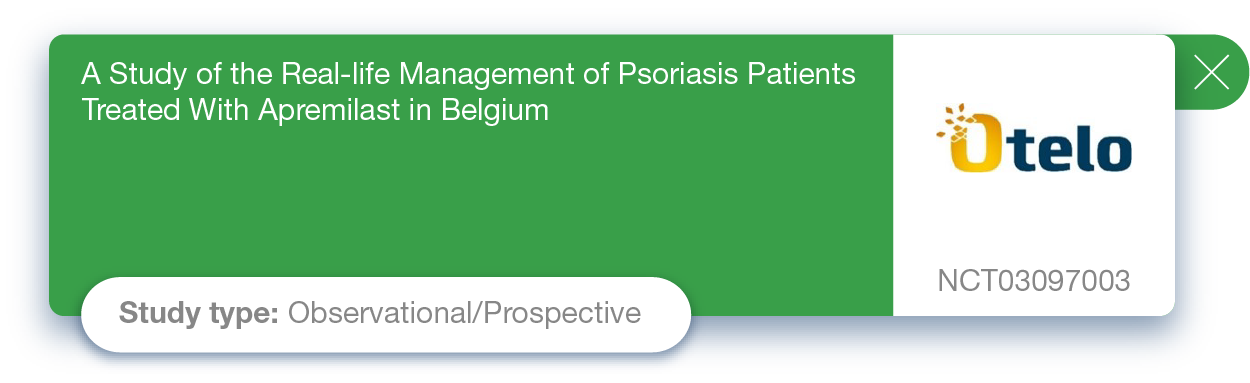 A Study of the Real-life Management of Psoriasis Patients
Treated With Apremilast in Belgium
Otelo
NCT03097003
Study type: Observational/Prospective